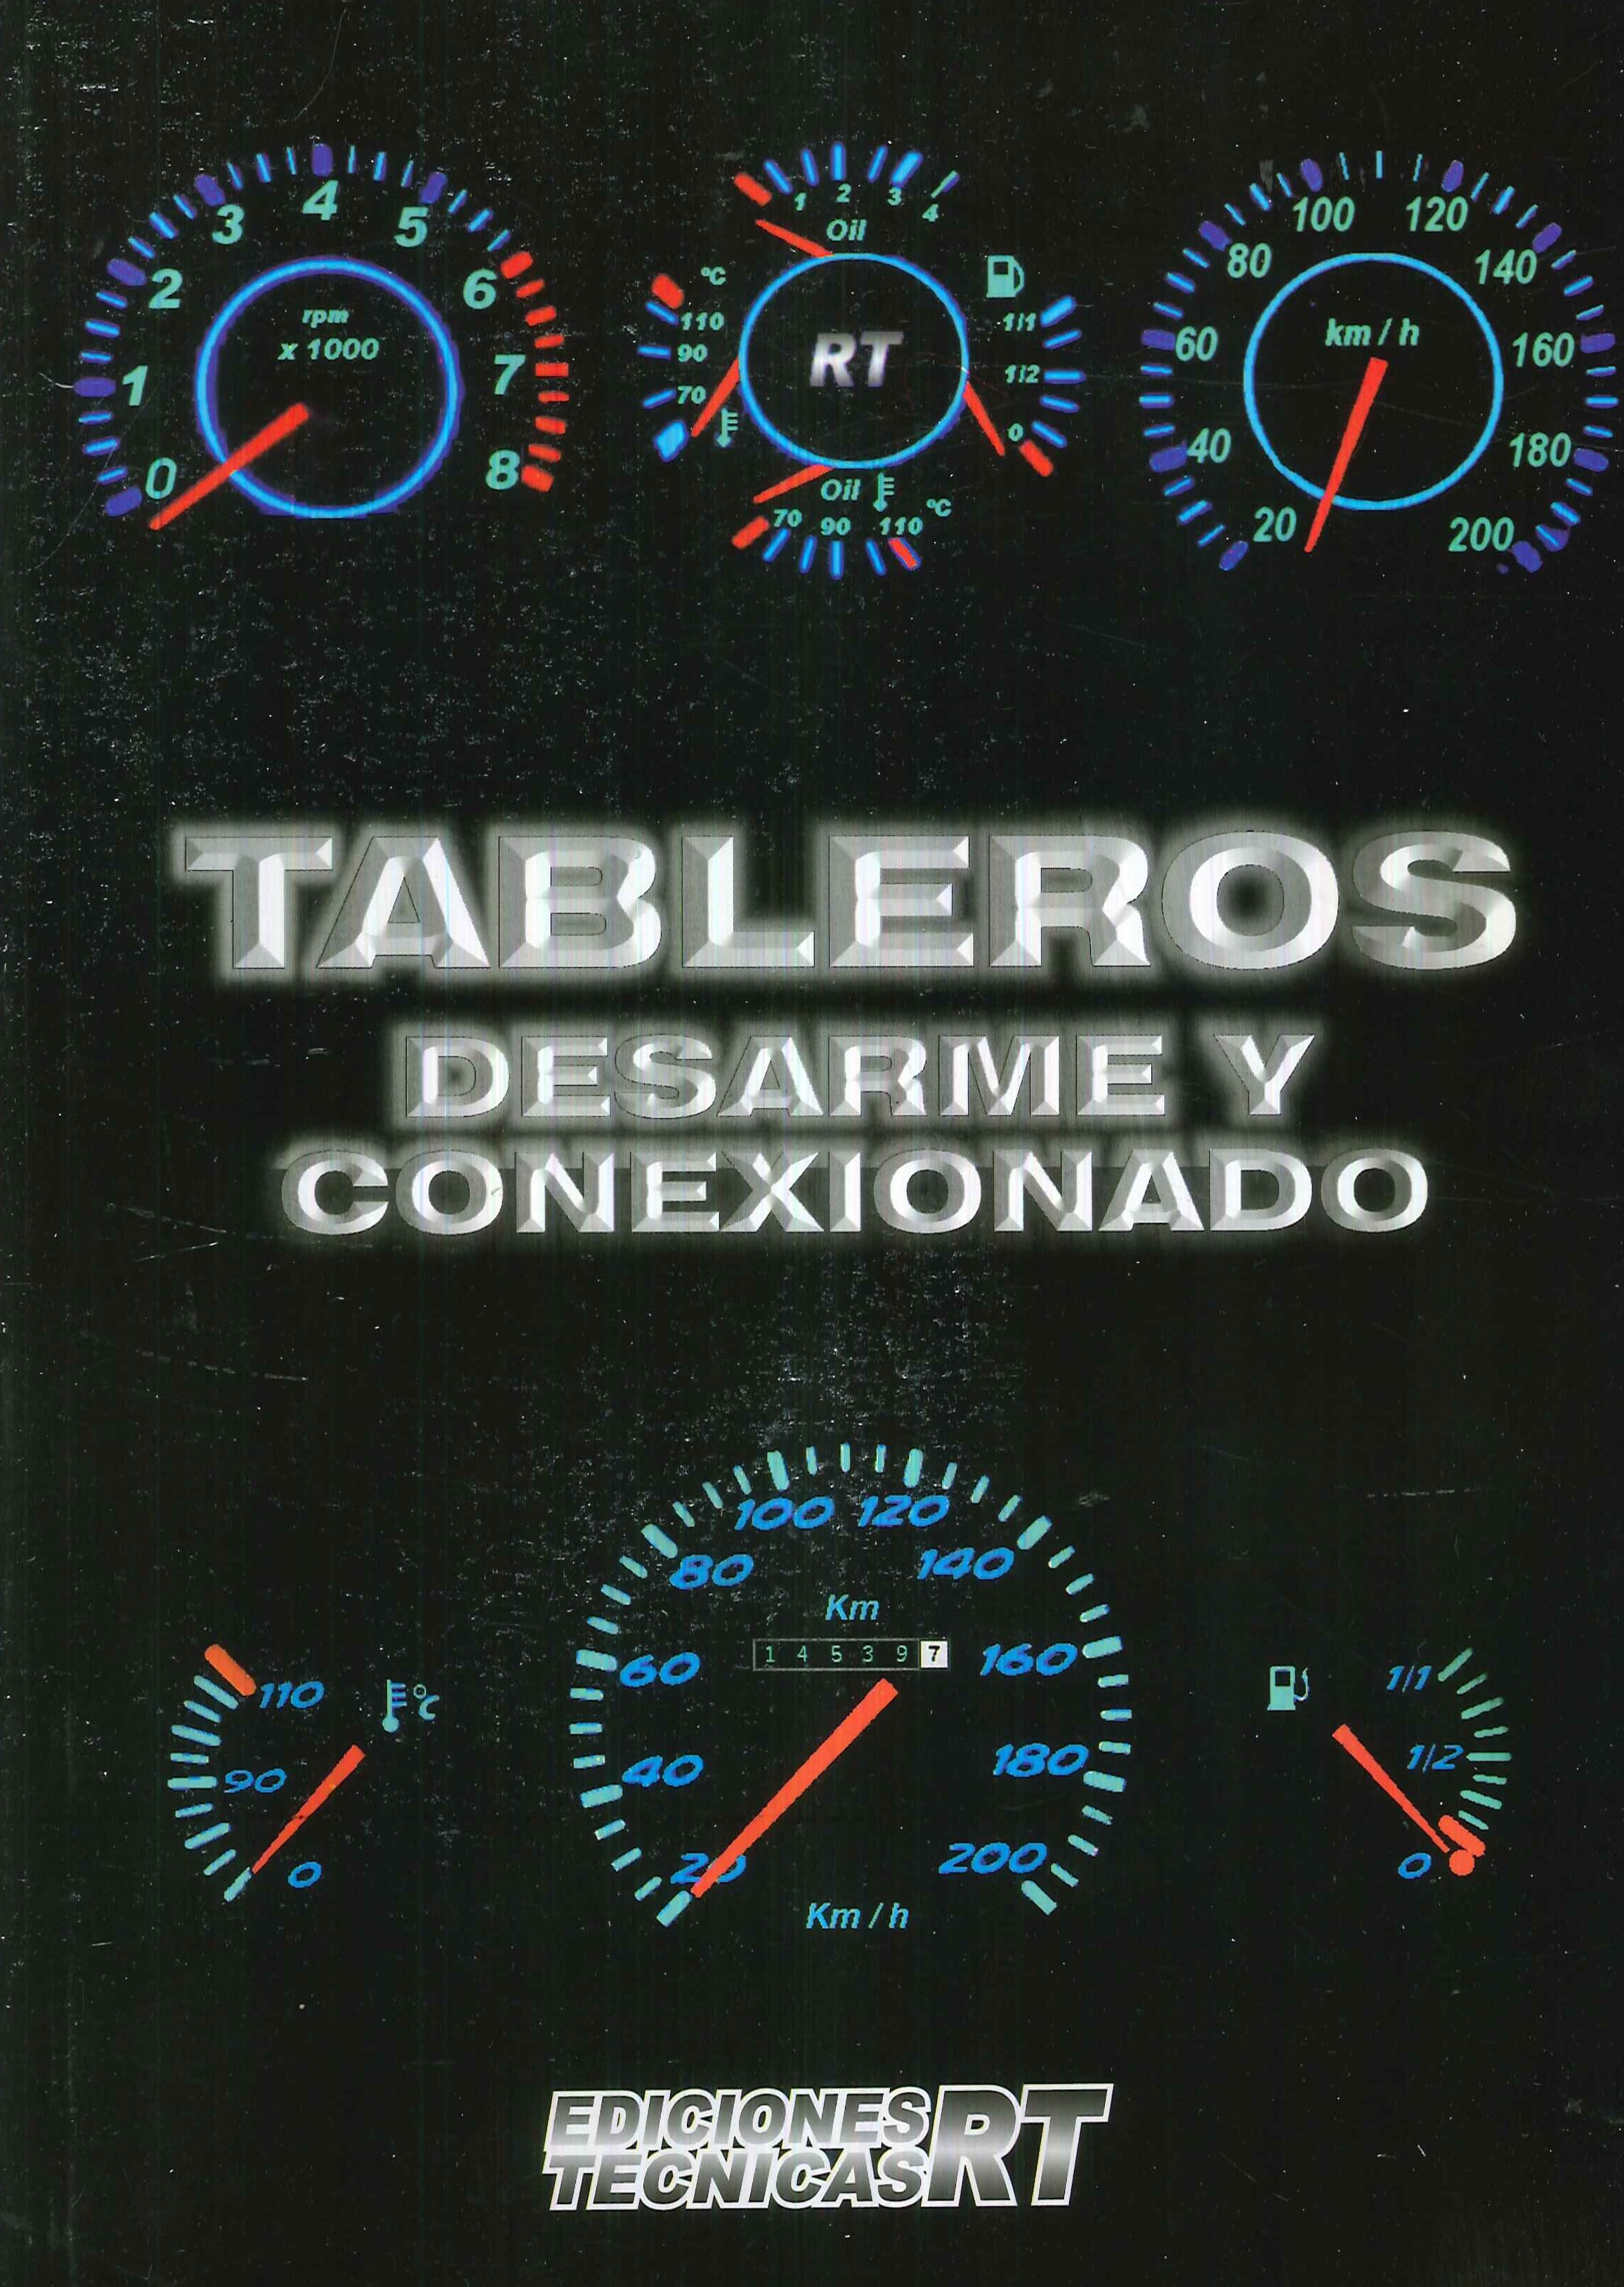 4
3
5
2
6
rpm
x 1000
1
7
0
8
1
2
3
4
Oil
°C
110
90
70
RT
1/1
1/2
0
Oil
°C
70
90
110
100
120
80
140
km / h
60
160
40
180
20
200
TABLEROS
DESARME Y
CONEXIONADO
100
120
80
140
Km
1 4 5 3 9 7
60
160
40
180
20
200
Km / h
110
°C
90
0
1/1
1/2
0
EDICIONES
TECNICAS
RT